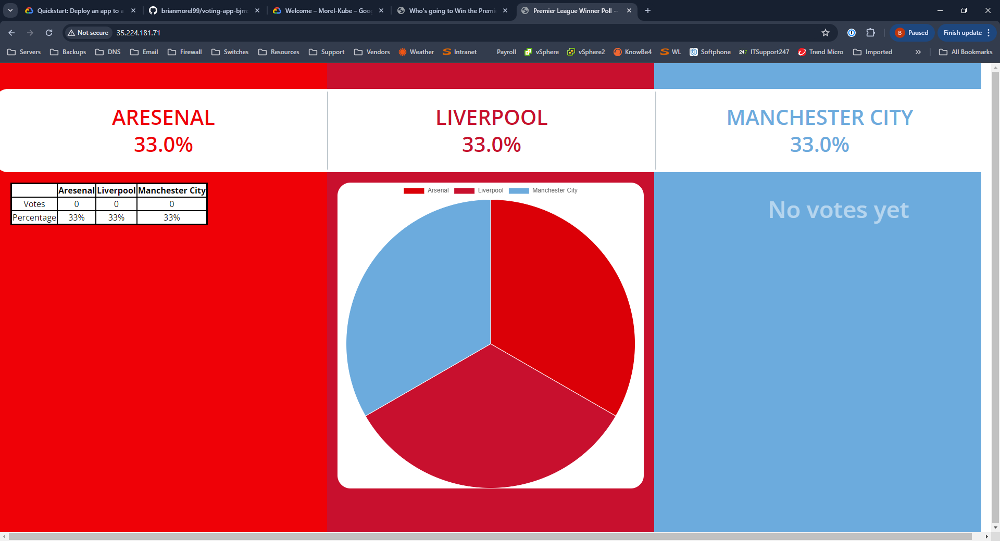 Quickstart: Deploy an app to a
brianmorel99/voting-app-bjm
Welcome – Morel-Kube – Goo
Who's going to Win the Premi
Premier League Winner Poll --
Not secure
35.224.181.71
B Paused
Finish update
Servers
Backups
DNS
Email
Firewall
Switches
Resources
Support
Vendors
Weather
Intranet
Payroll
vSphere
vSphere2
KnowBe4
WL
Softphone
247 ITSupport247
Trend Micro
Imported
All Bookmarks
ARESENAL
33.0%
LIVERPOOL
33.0%
MANCHESTER CITY
33.0%
Aresenal Liverpool Manchester City
Votes 0 0 0
Percentage 33% 33% 33%
Arsenal Liverpool Manchester City
No votes yet